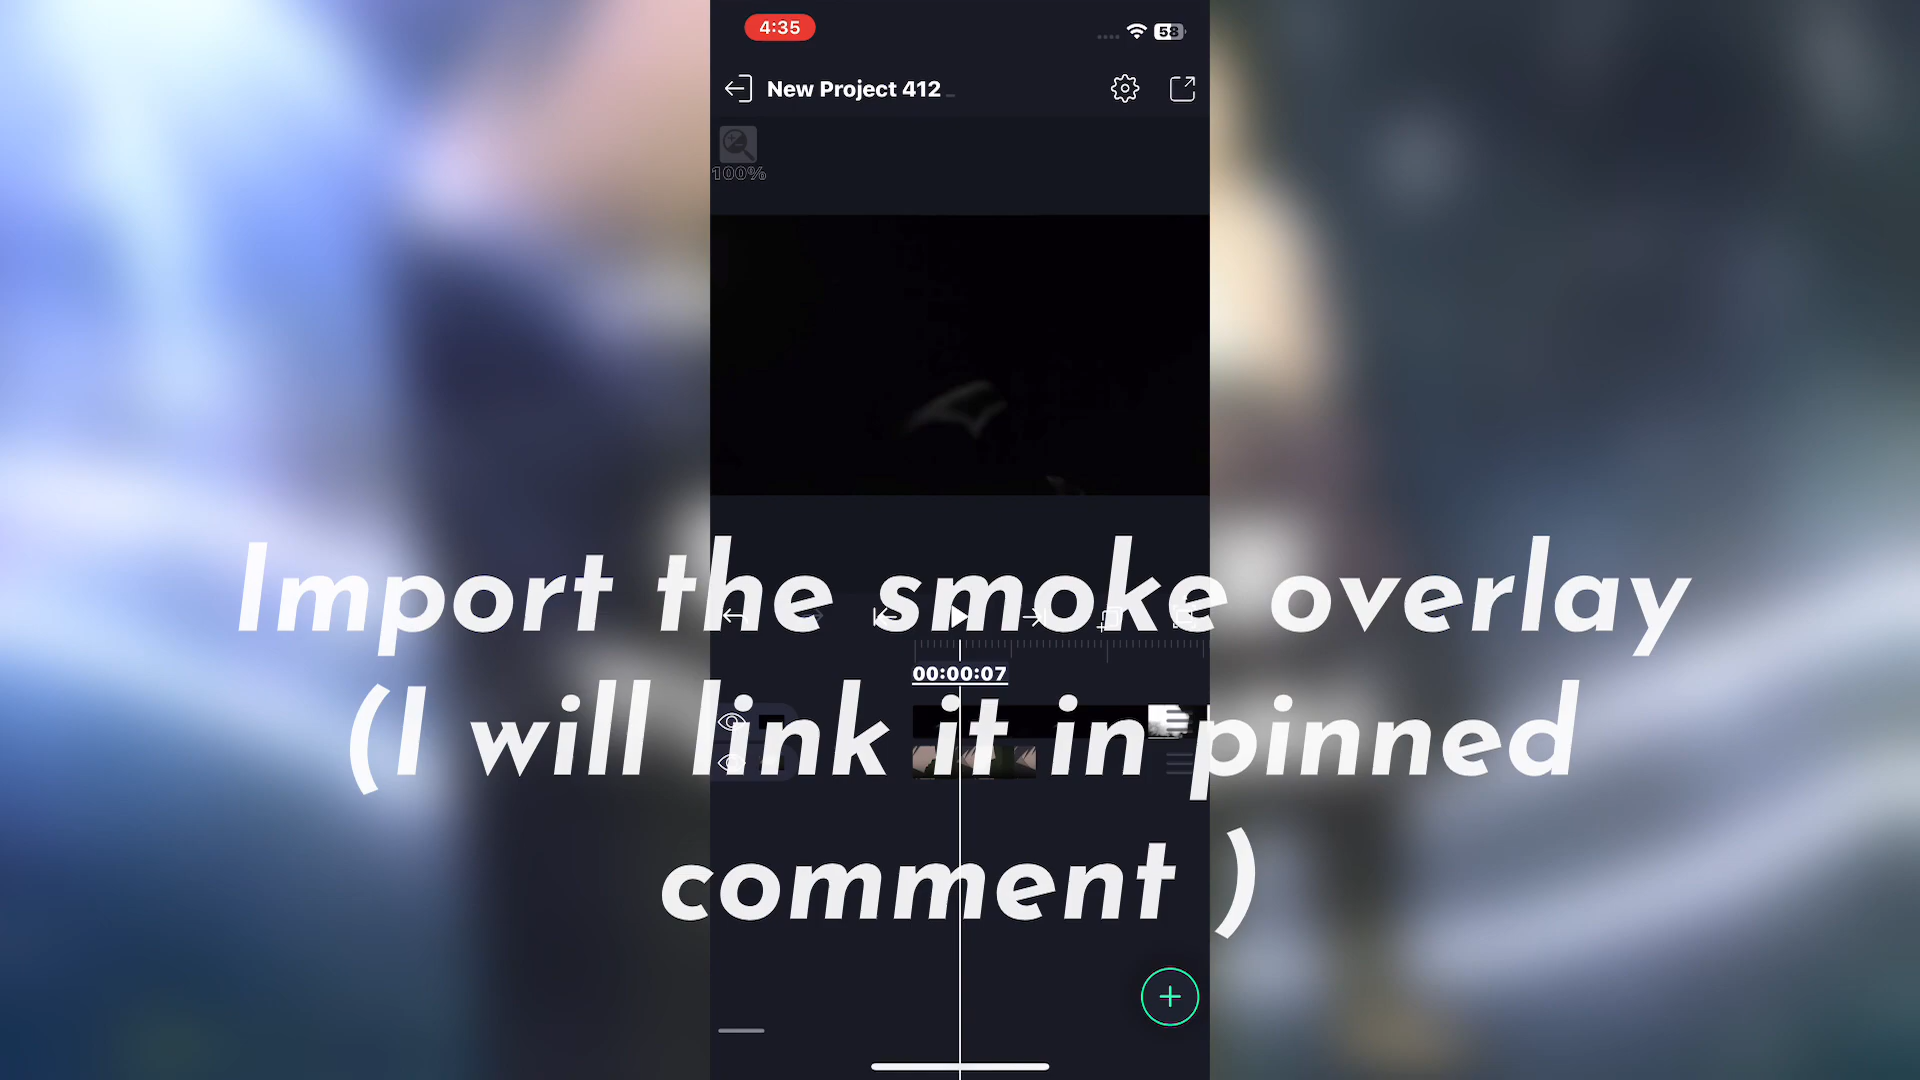 4:35
58
New Project 412
100%
Import the smoke overlay
00:00:07
(I will link it in pinned
comment )